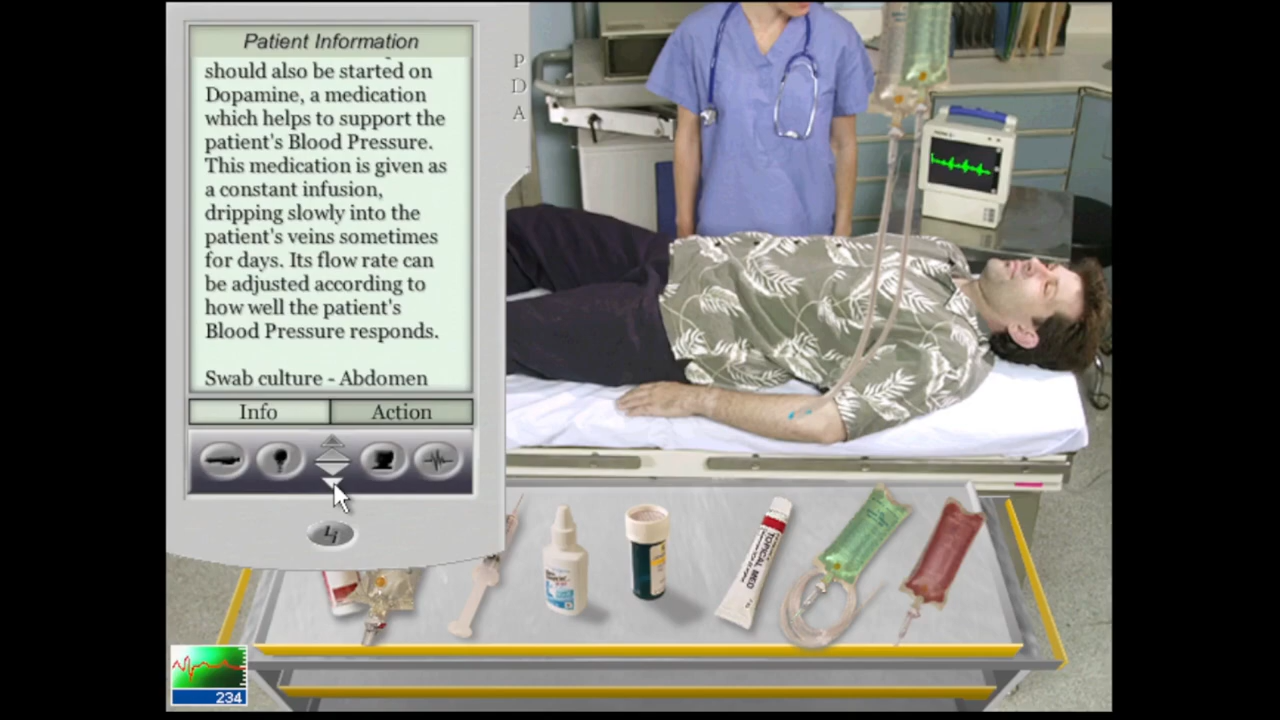 Patient Information
should also be started on
Dopamine, a medication
which helps to support the
patient's Blood Pressure.
This medication is given as
a constant infusion,
dripping slowly into the
patient's veins sometimes
for days. Its flow rate can
be adjusted according to
how well the patient's
Blood Pressure responds.
Swab culture - Abdomen
Info
Action
P
D
A
TOPICAL MED
234